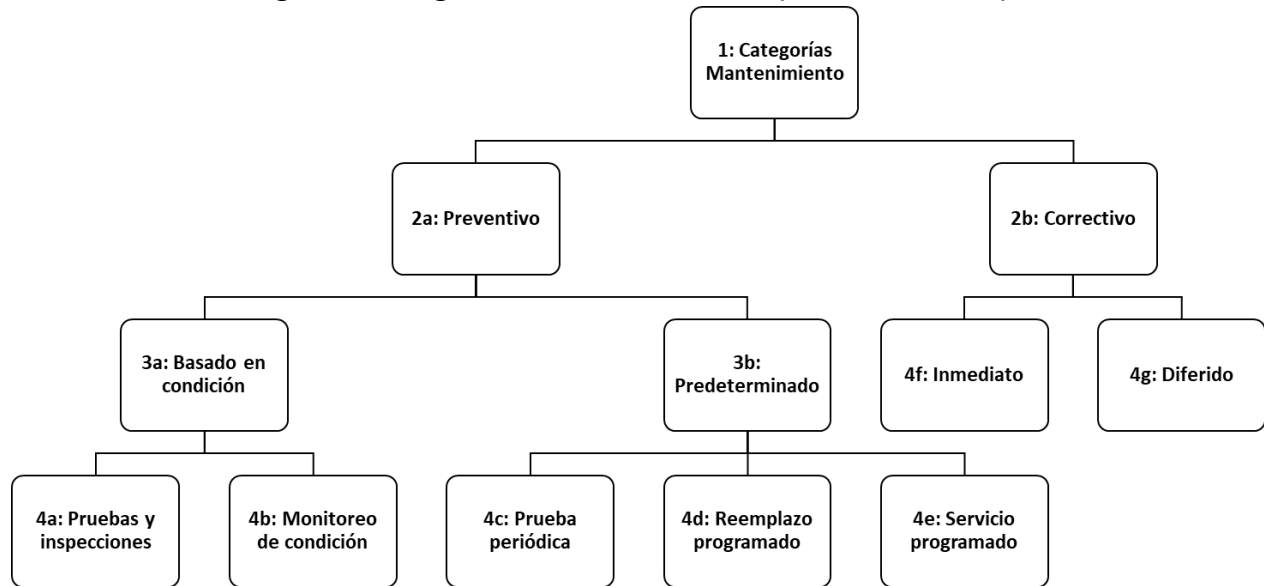 1: Categorías
Mantenimiento
2a: Preventivo
2b: Correctivo
3a: Basado en
condición
3b:
Predeterminado
4f: Inmediato
4g: Diferido
4a: Pruebas y
inspecciones
4b: Monitoreo
de condición
4c: Prueba
periódica
4d: Reemplazo
programado
4e: Servicio
programado